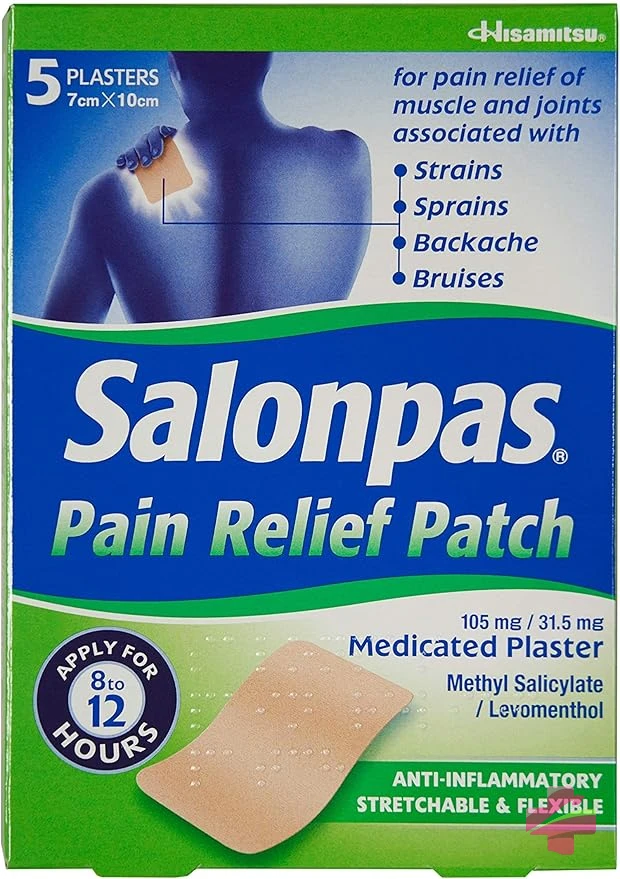 Hisamitsu®
5 PLASTERS
7cm X 10cm
for pain relief of
muscle and joints
associated with
Strains
Sprains
Backache
Bruises
Salonpas®
Pain Relief Patch
105 mg / 31.5 mg
Medicated Plaster
Methyl Salicylate
/ Levomenthol
APPLY FOR
8 to
12
HOURS
ANTI-INFLAMMATORY
STRETCHABLE & FLEXIBLE